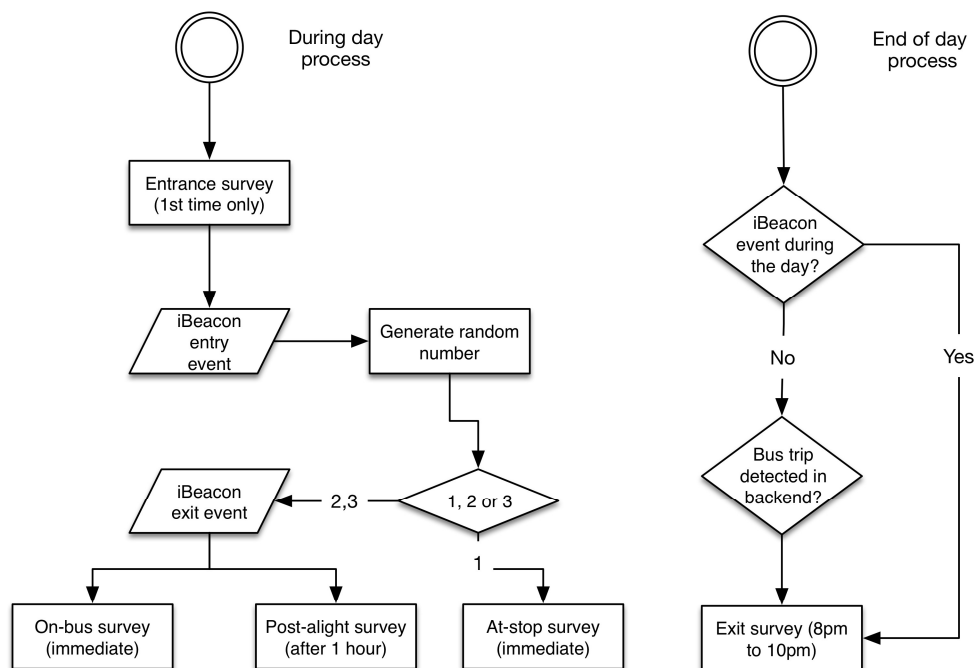 During day
process
Entrance survey
(1st time only)
iBeacon
entry
event
Generate random
number
1, 2 or 3
2,3
1
iBeacon
exit event
On-bus survey
(immediate)
Post-alight survey
(after 1 hour)
At-stop survey
(immediate)
End of day
process
iBeacon
event during
the day?
No
Yes
Bus trip
detected in
backend?
Exit survey (8pm
to 10pm)